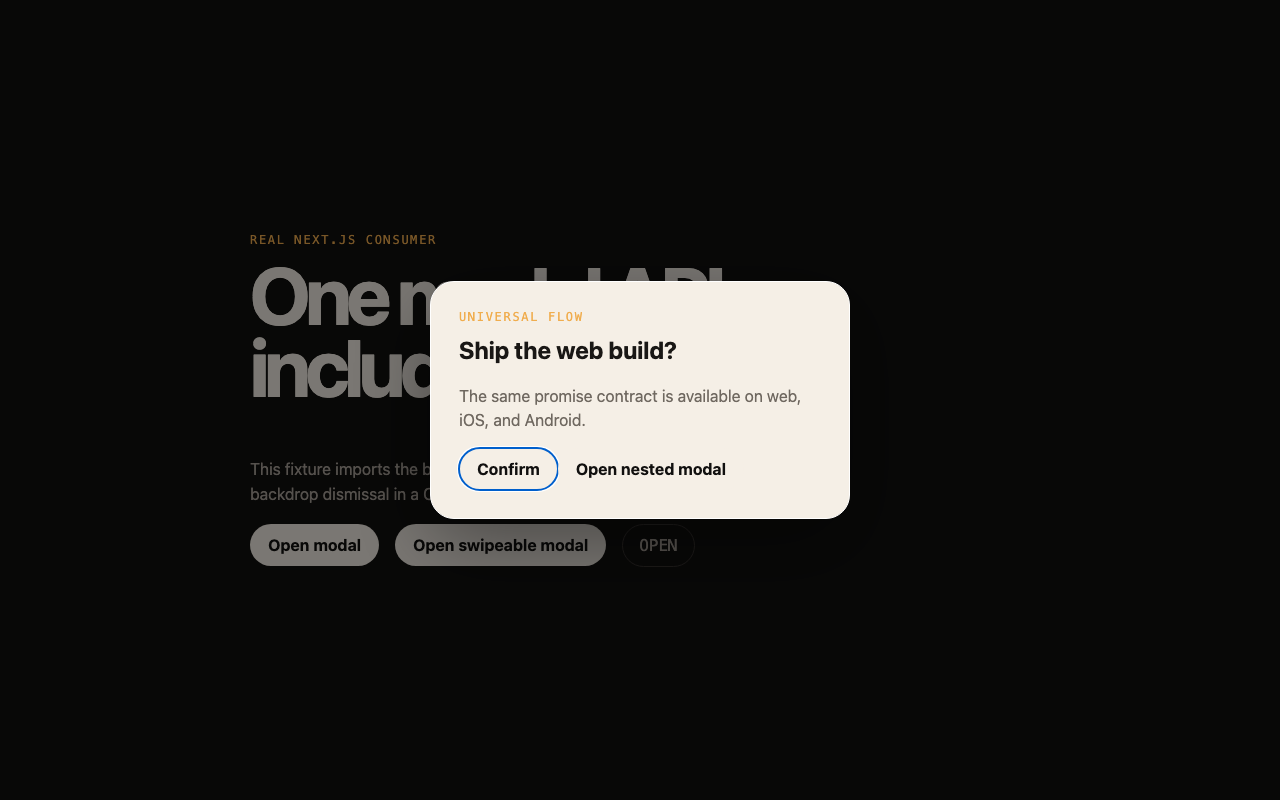 REAL NEXT.JS CONSUMER
One
includ
This fixture imports the b
backdrop dismissal in a
UNIVERSAL FLOW
Ship the web build?
The same promise contract is available on web,
iOS, and Android.
Confirm
Open nested modal
Open modal
Open swipeable modal
OPEN